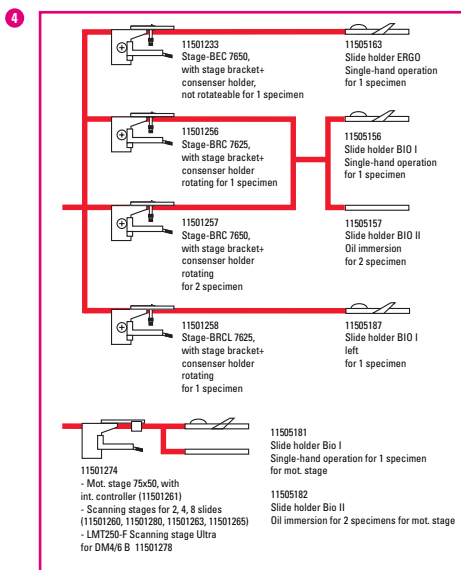 4
11501233
Stage-BEC 7650,
with stage bracket+
consenser holder,
not rotateable for 1 specimen
11505163
Slide holder ERGO
Single-hand operation
for 1 specimen
11501256
Stage-BRC 7625,
with stage bracket+
consenser holder
rotating for 1 specimen
11505156
Slide holder BIO I
Single-hand operation
for 1 specimen
11501257
Stage-BRC 7650,
with stage bracket+
consenser holder
rotating
for 2 specimen
11505157
Slide holder BIO II
Oil immersion
for 2 specimen
11501258
Stage-BRCL 7625,
with stage bracket+
consenser holder
rotating
for 1 specimen
11505187
Slide holder BIO I
left
for 1 specimen
11501274
- Mot. stage 75x50, with
int. controller (11501261)
- Scanning stages for 2, 4, 8 slides
(11501260, 11501280, 11501263, 11501265)
- LMT250-F Scanning stage Ultra
for DM4/6 B 11501278
11505181
Slide holder Bio I
Single-hand operation for 1 specimen
for mot. stage
11505182
Slide holder Bio II
Oil immersion for 2 specimens for mot. stage